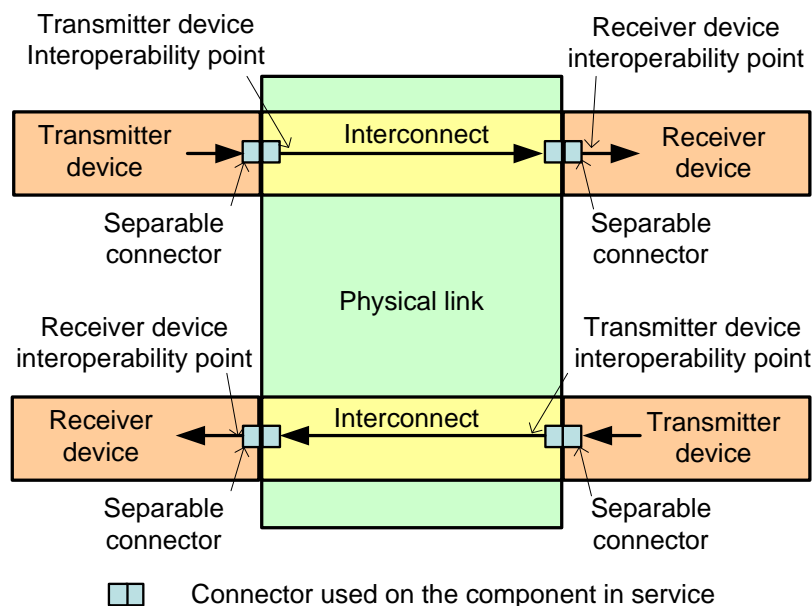 Transmitter device
Interoperability point
Receiver device
interoperability point
Transmitter
device
Interconnect
Receiver
device
Separable
connector
Separable
connector
Physical link
Receiver device
interoperability point
Transmitter device
interoperability point
Receiver
device
Interconnect
Transmitter
device
Separable
connector
Separable
connector
Connector used on the component in service